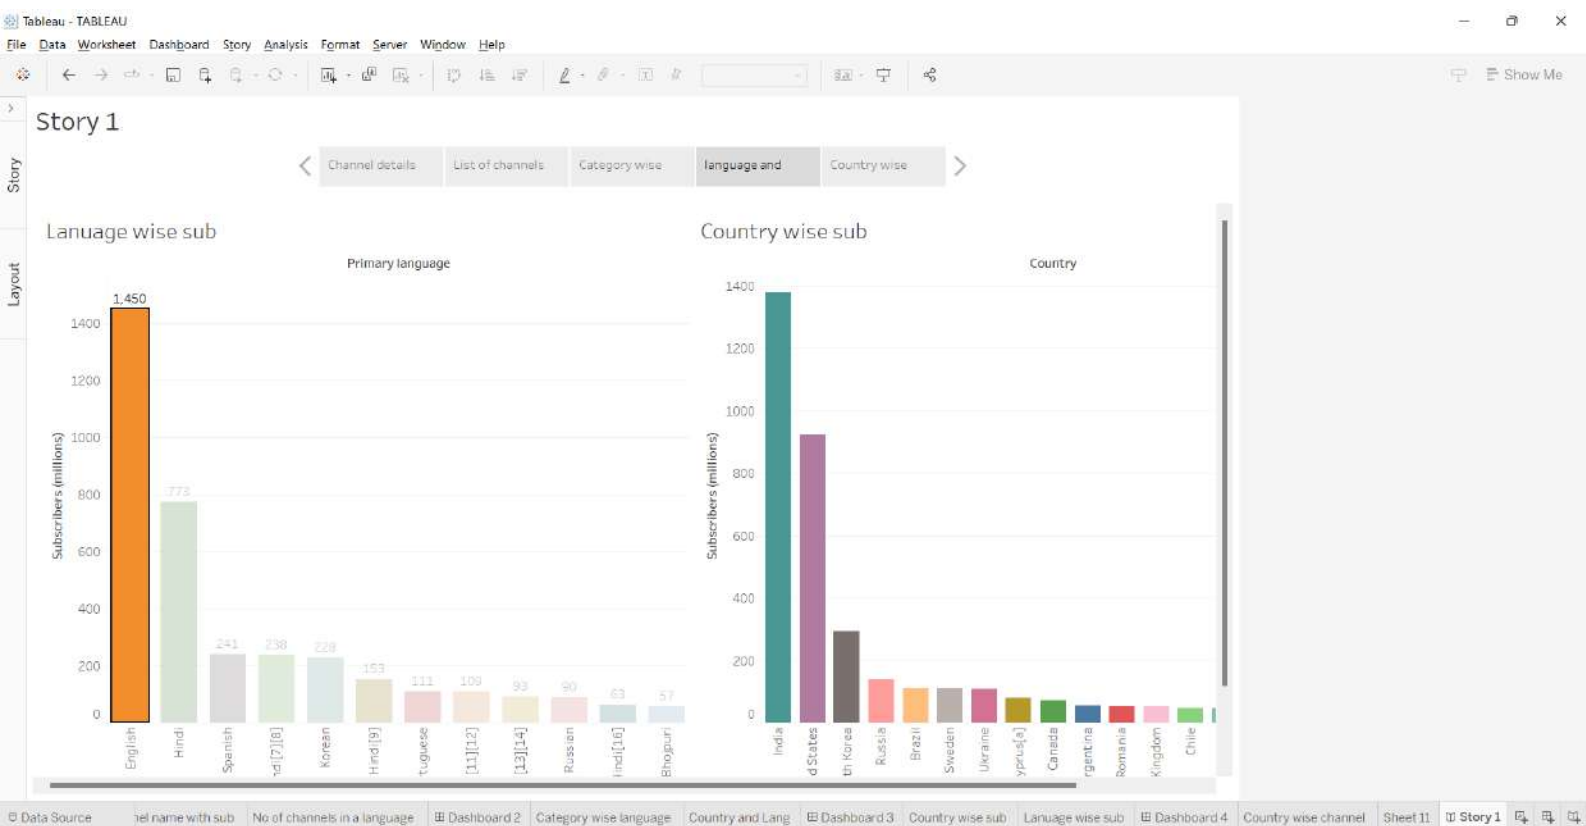 Tableau - TABLEAU
File Data Worksheet Dashboard Story Analysis Format Server Window Help
Show Me
Story
Layout
Story 1
Channel details
List of channels
Category wise
language and
Country wise
Lanuage wise sub
Primary language
Subscribers (millions)
1400
1200
1000
800
600
400
200
0
1,450
773
241
238
228
153
111
109
93
90
63
57
English
Hindi
Spanish
ndi[7][8]
Korean
Hindi[9]
tuguese
[11][12]
[13][14]
Russian
lindi[16]
Bhojpuri
Country wise sub
Country
Subscribers (millions)
1400
1200
1000
800
600
400
200
0
India
d States
th Korea
Russia
Brazil
Sweden
Ukraine
yprus[a]
Canada
rgentina
Romania
Kingdom
Chile
Data Source
nel name with sub
No of channels in a language
Dashboard 2
Category wise language
Country and Lang
Dashboard 3
Country wise sub
Lanuage wise sub
Dashboard 4
Country wise channel
Sheet 11
Story 1